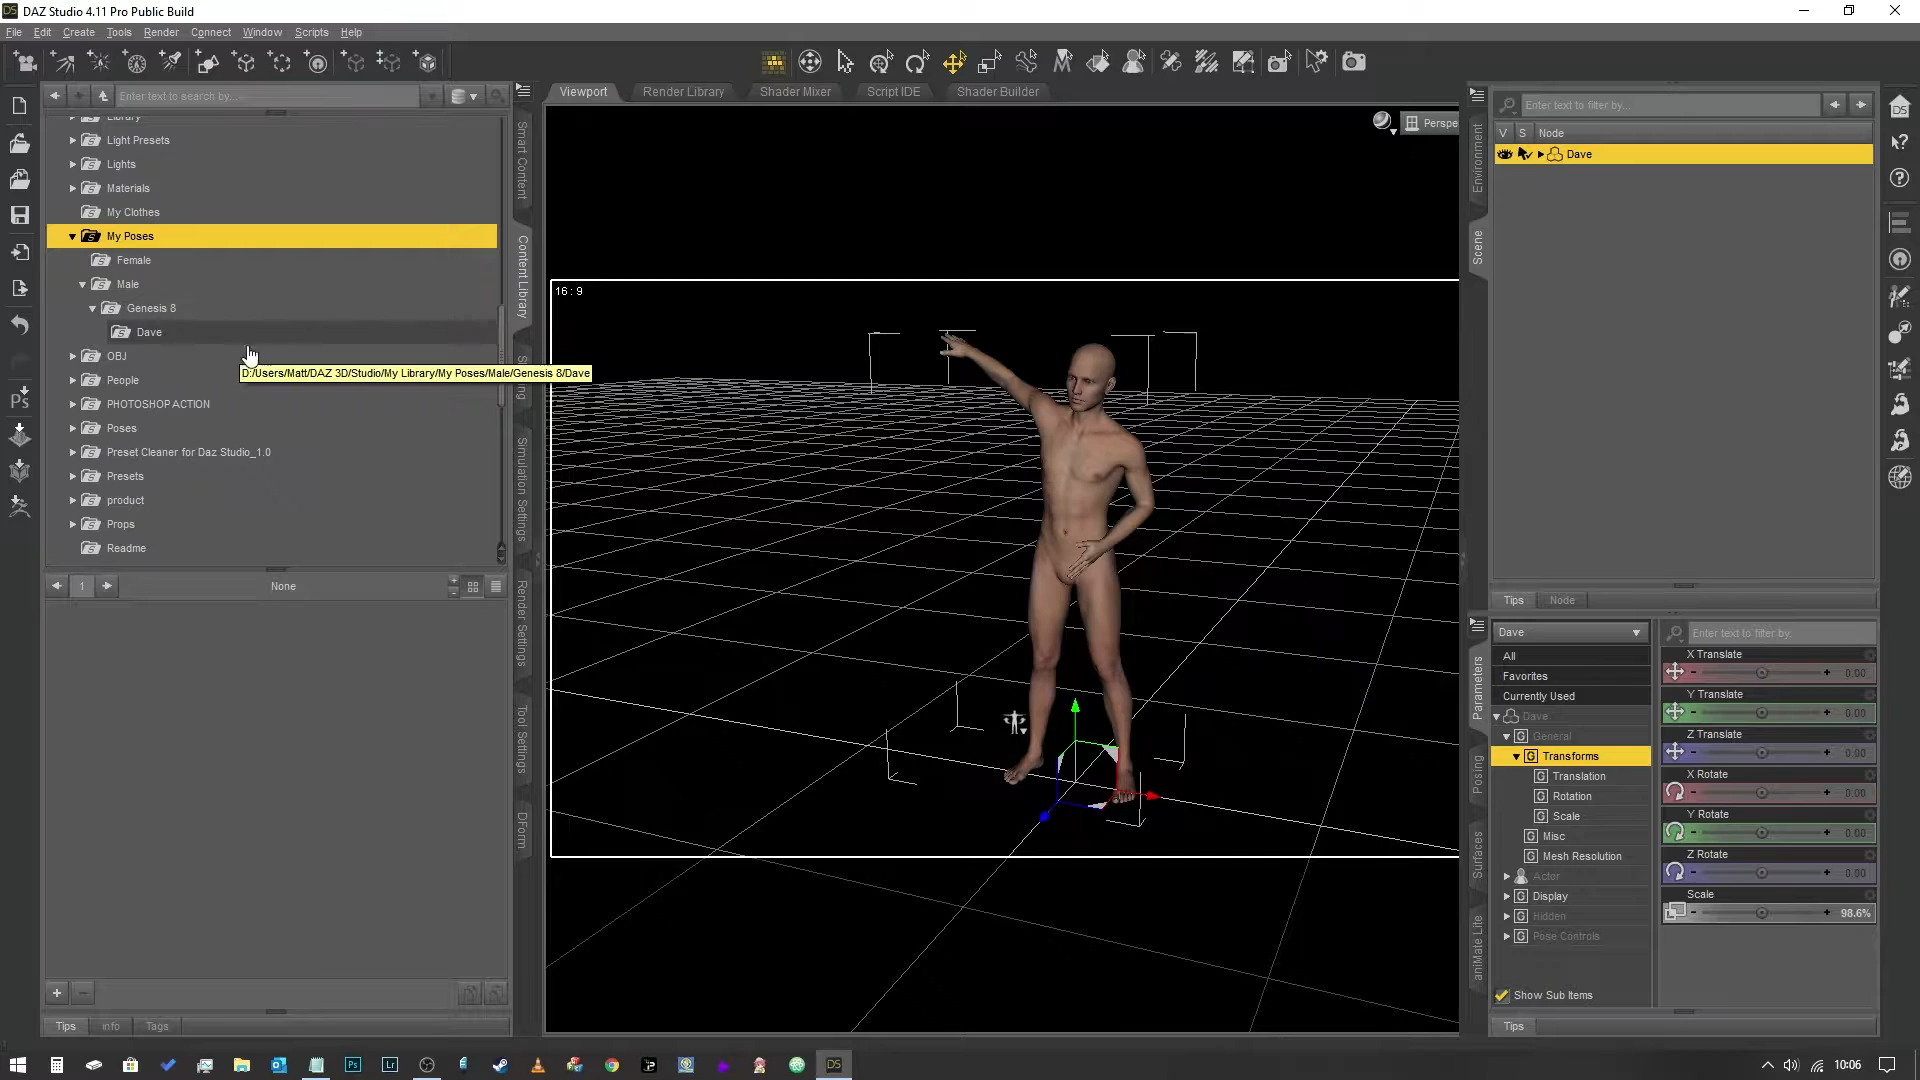 DAZ Studio 4.11 Pro Public Build
File Edit Create Tools Render Connect Window Scripts Help
Enter text to search by...
Library
Light Presets
Lights
Materials
My Clothes
My Poses
Female
Male
Genesis 8
Dave
OBJ
D:/Users/Matt/DAZ 3D/Studio/My Library/My Poses/Male/Genesis 8/Dave
People
PHOTOSHOP ACTION
Poses
Preset Cleaner for Daz Studio_1.0
Presets
product
Props
Readme
1 None
Tips info Tags
Smart Content
Content Library
Simulation Settings
Render Settings
Tool Settings
DForm
Viewport Render Library Shader Mixer Script IDE Shader Builder
Perspe
16 : 9
Environment
Scene
Enter text to filter by...
V S Node
Dave
Tips Node
Parameters
Posing
Surfaces
aniMate Lite
Dave
All
Favorites
Currently Used
Dave
General
Transforms
Translation
Rotation
Scale
Misc
Mesh Resolution
Actor
Display
Hidden
Pose Controls
Show Sub Items
Tips
Enter text to filter by
X Translate
0.00
Y Translate
0.00
Z Translate
0.00
X Rotate
0.00
Y Rotate
0.00
Z Rotate
0.00
Scale
98.6%
Ps
DS
Ps Lr DS
10:06